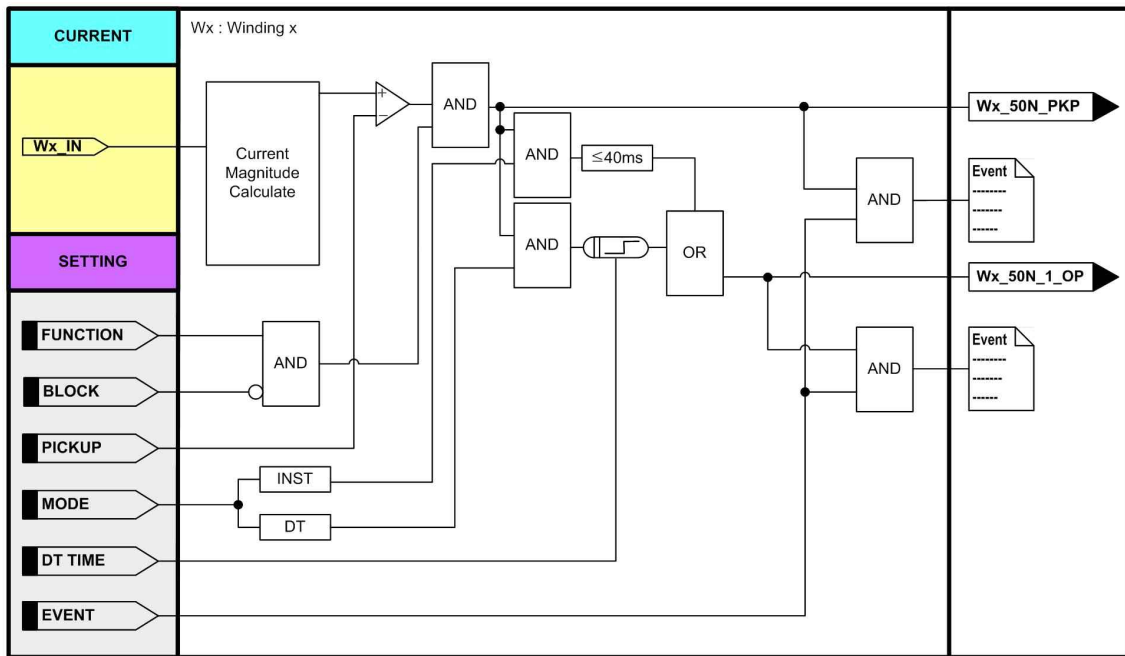 CURRENT
Wx : Winding x
Wx_IN
Current
Magnitude
Calculate
+
−
AND
Wx_50N_PKP
AND
≤40ms
AND
Event
--------
-------
------
AND
OR
SETTING
Wx_50N_1_OP
FUNCTION
AND
BLOCK
AND
Event
--------
-------
------
PICKUP
INST
MODE
DT
DT TIME
EVENT